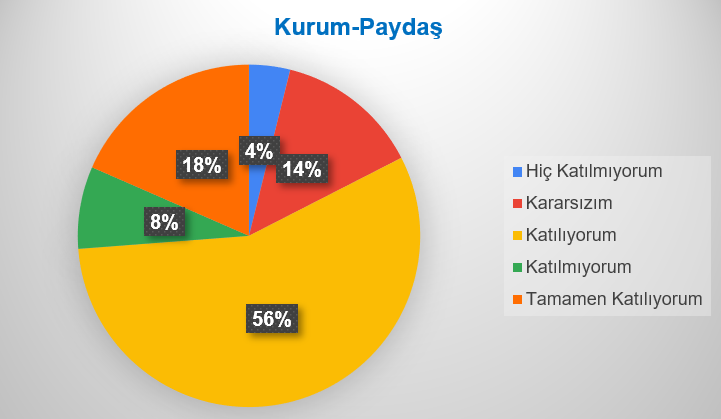 Kurum-Paydaş
4%
14%
18%
8%
56%
Hiç Katılmıyorum
Kararsızım
Katılıyorum
Katılmıyorum
Tamamen Katılıyorum